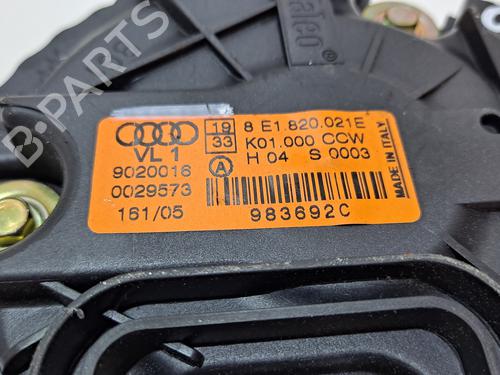 Valeo
19
33
8 E1.820.021E
VL 1
K01.000 CCW
9020016
A
H 04 S 0003
0029573
161/05
983692C
MADE IN ITALY
B-PARTS